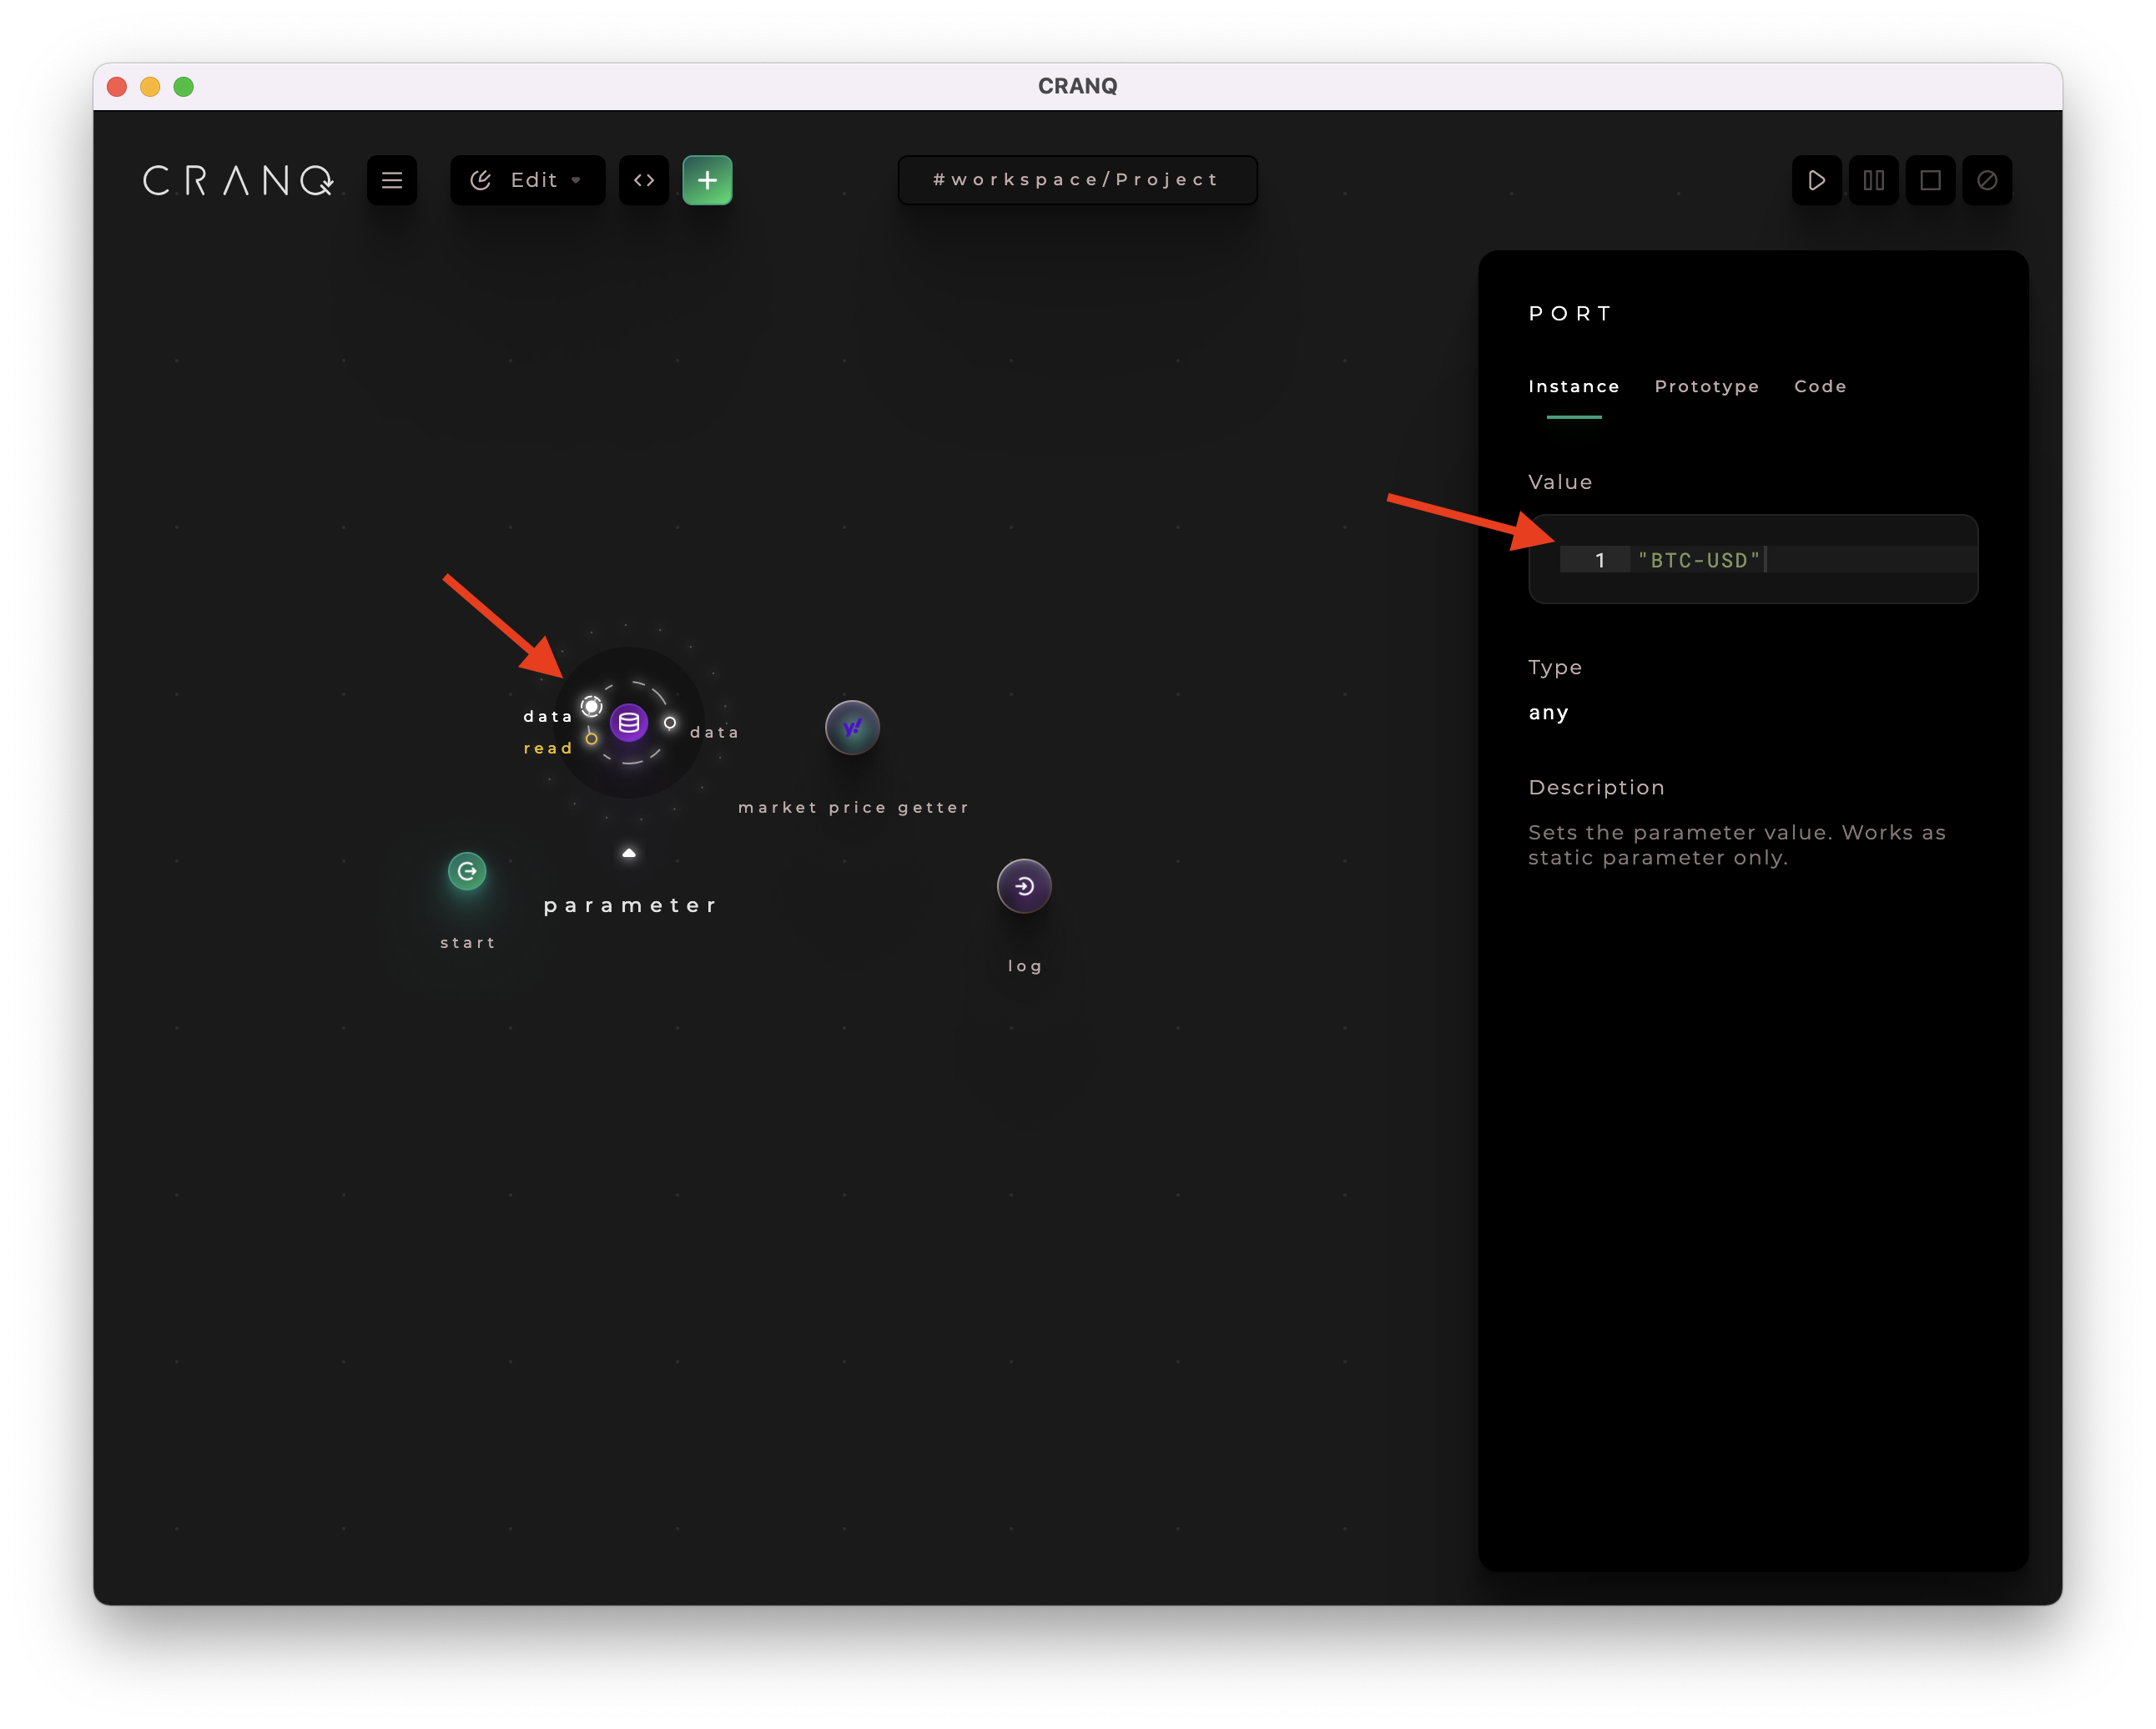 CRANQ
CRANQ
Edit
#workspace/Project
PORT
Instance Prototype Code
Value
1 "BTC-USD"
Type
any
Description
Sets the parameter value. Works as
static parameter only.
data
read
data
y!
market price getter
parameter
start
log